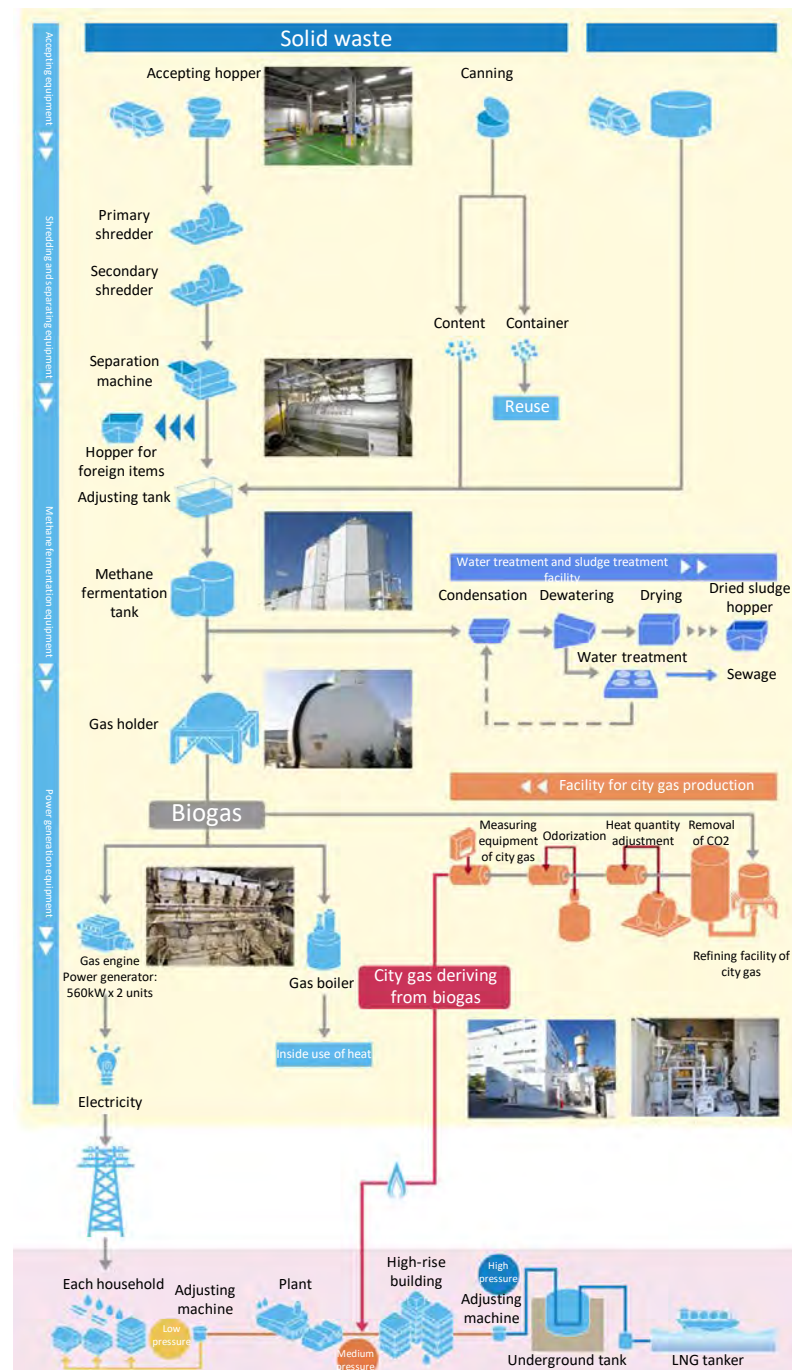 Solid waste
Accepting equipment
Accepting hopper
Canning
Primary
shredder
Shredding and separating equipment
Secondary
shredder
Content
Container
Separation
machine
Reuse
Hopper for
foreign items
Adjusting tank
Methane fermentation equipment
Methane
fermentation
tank
Water treatment and sludge treatment
facility
Condensation
Dewatering
Drying
Dried sludge
hopper
Water treatment
Sewage
Gas holder
Power generation equipment
Biogas
Facility for city gas production
Measuring
equipment
of city gas
Odorization
Heat quantity
adjustment
Removal
of CO2
Refining facility of
city gas
Gas engine
Power generator:
560kW x 2 units
Gas boiler
City gas deriving
from biogas
Inside use of heat
Electricity
Each household
Low
pressure
Adjusting
machine
Plant
Medium
pressure
High-rise
building
High
pressure
Adjusting
machine
Underground tank
LNG tanker